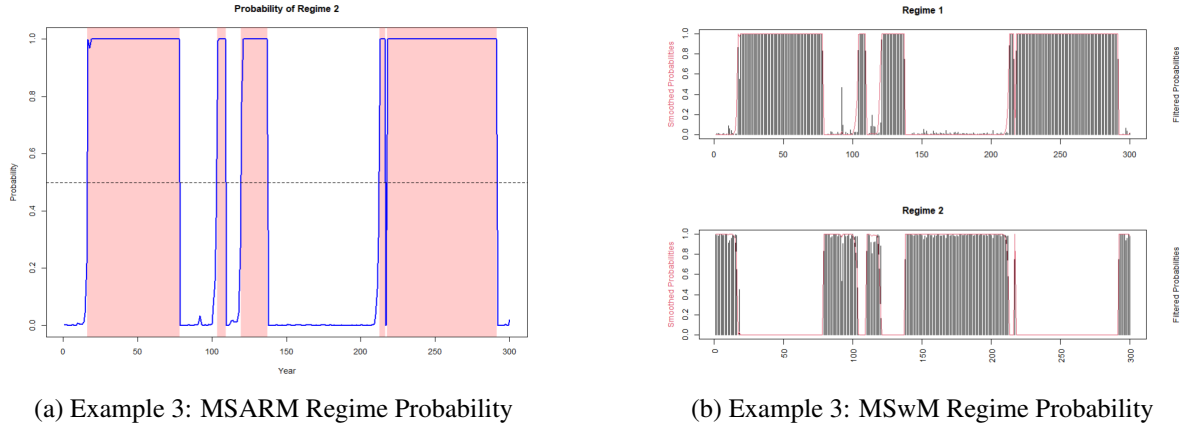 Probability of Regime 2
Probability
0.0 0.2 0.4 0.6 0.8 1.0
0 50 100 150 200 250 300
Year
(a) Example 3: MSARM Regime Probability
Regime 1
Smoothed Probabilities
0.0 0.2 0.4 0.6 0.8 1.0
Filtered Probabilities
0 50 100 150 200 250 300
Regime 2
Smoothed Probabilities
0.0 0.2 0.4 0.6 0.8 1.0
Filtered Probabilities
0 50 100 150 200 250 300
(b) Example 3: MSwM Regime Probability